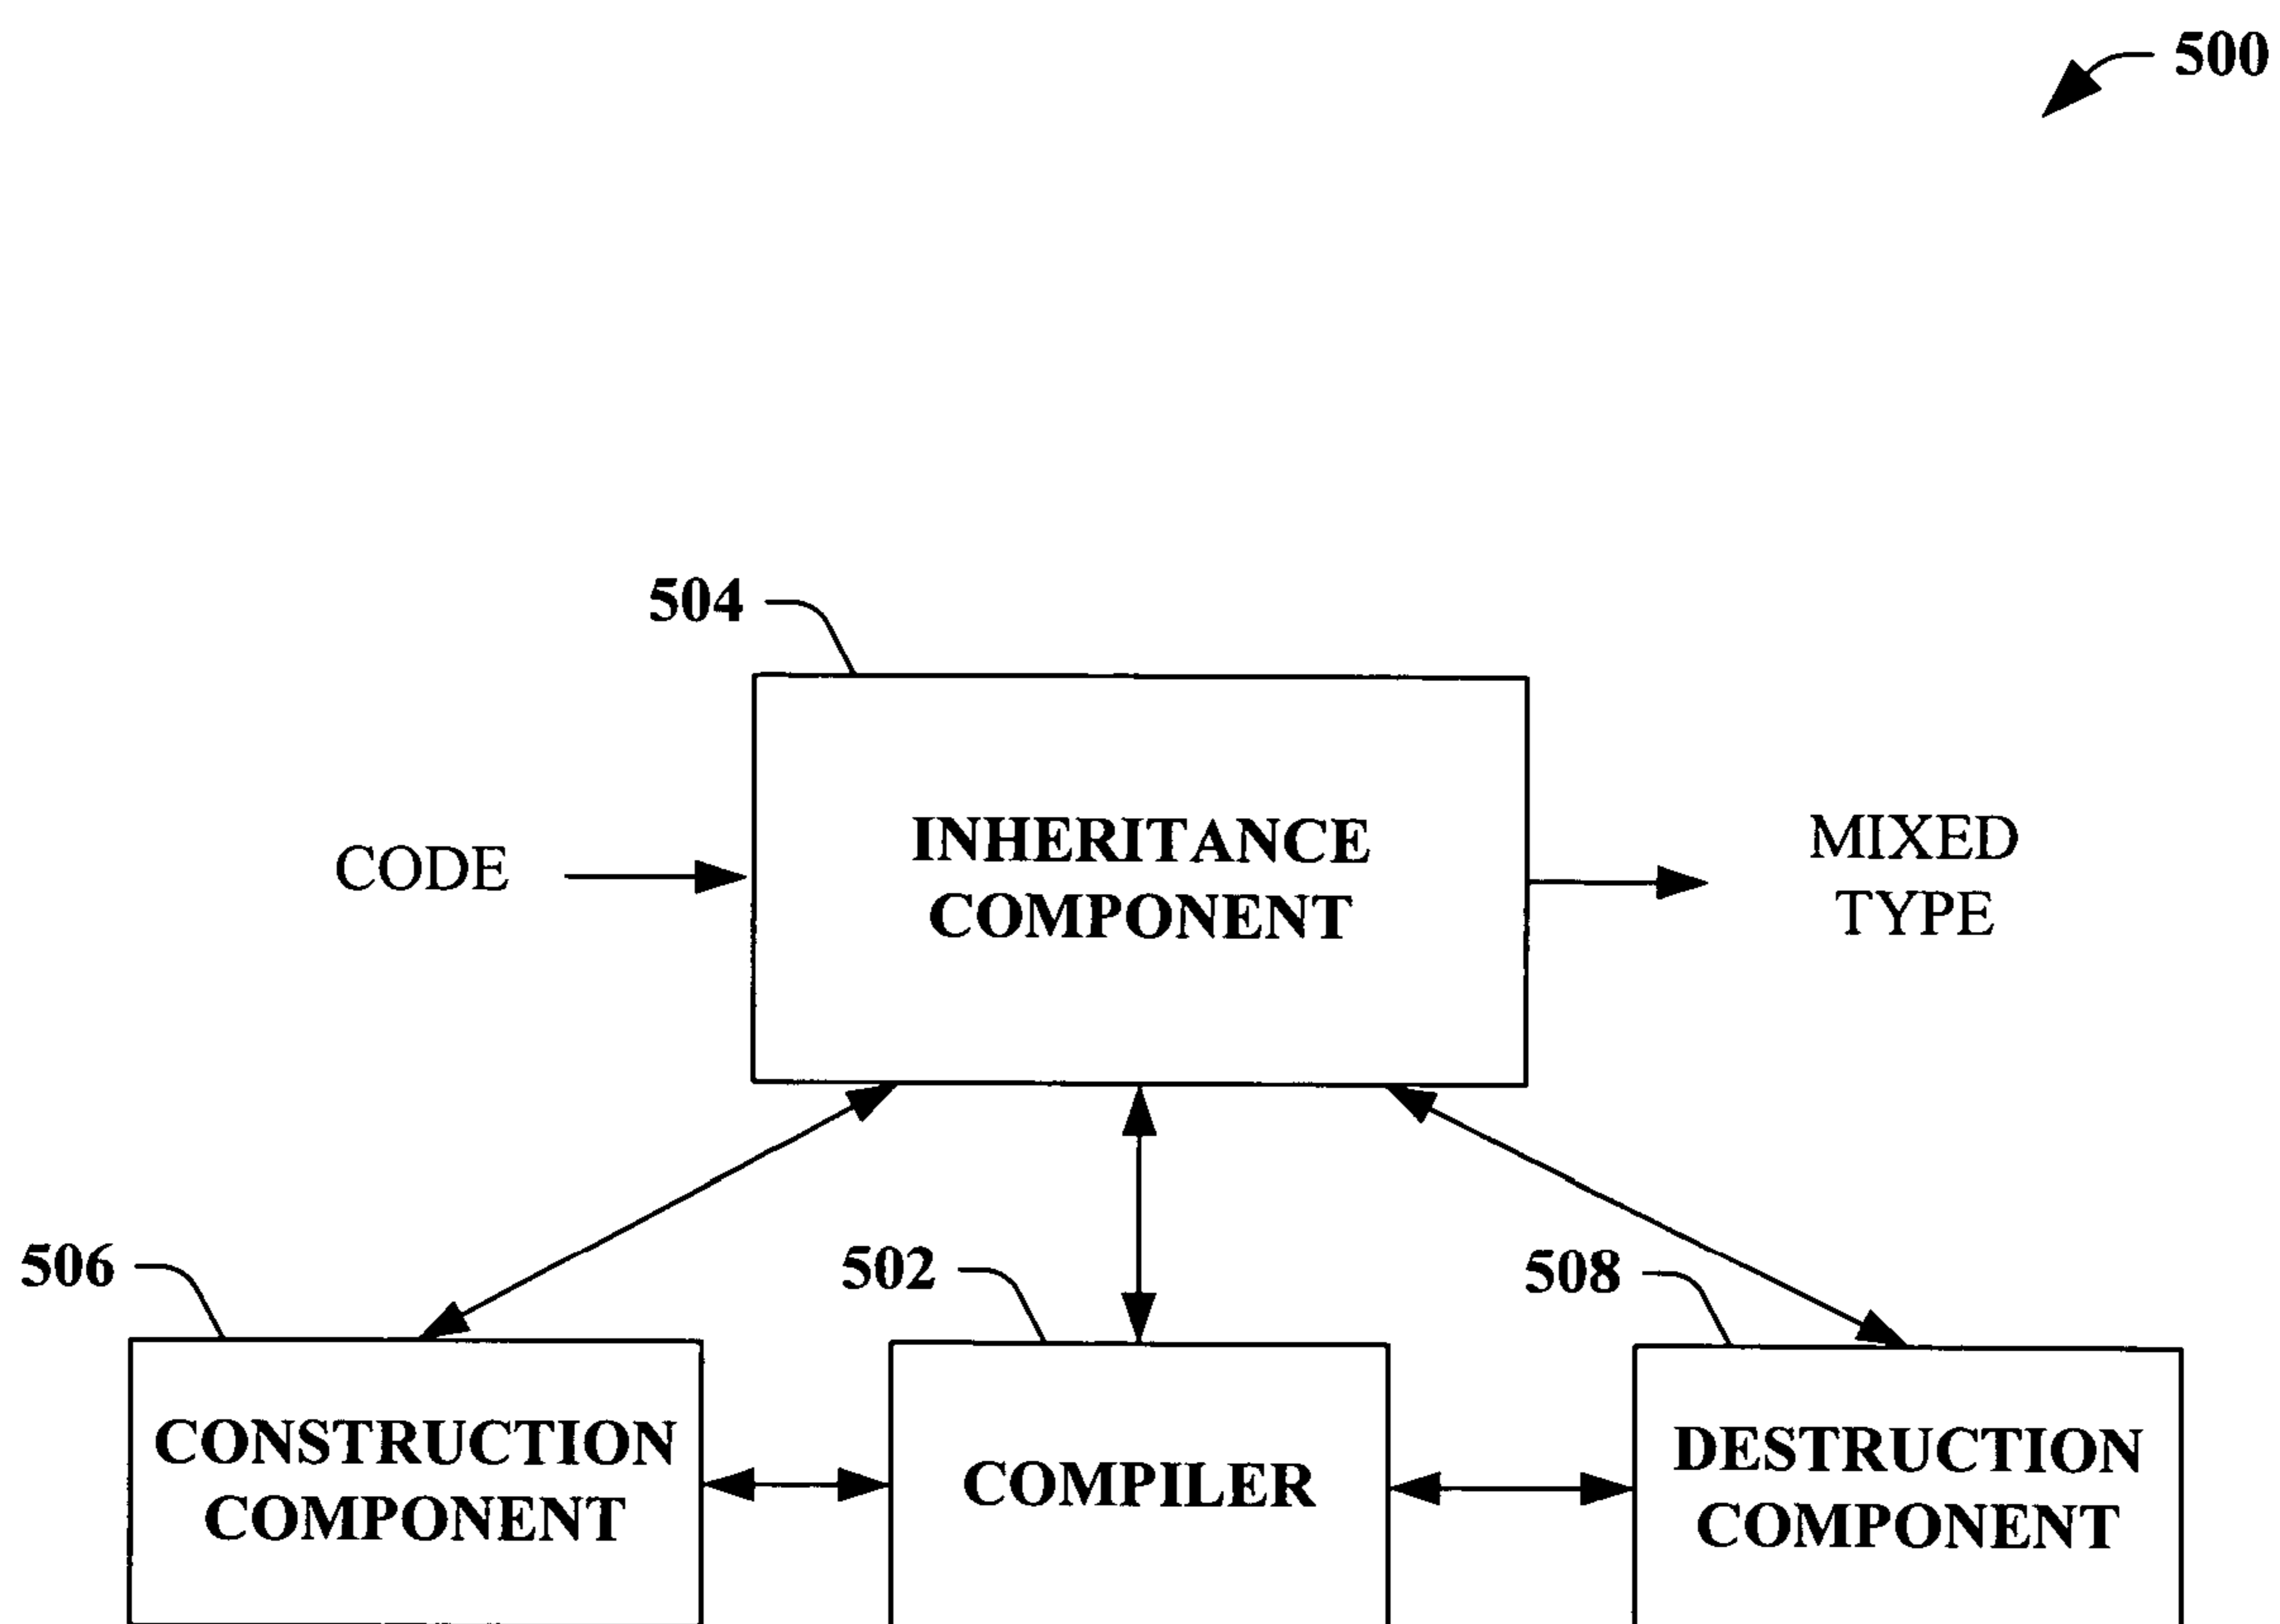 500
504
INHERITANCE
COMPONENT
CODE
MIXED
TYPE
506
502
508
CONSTRUCTION
COMPONENT
COMPILER
DESTRUCTION
COMPONENT